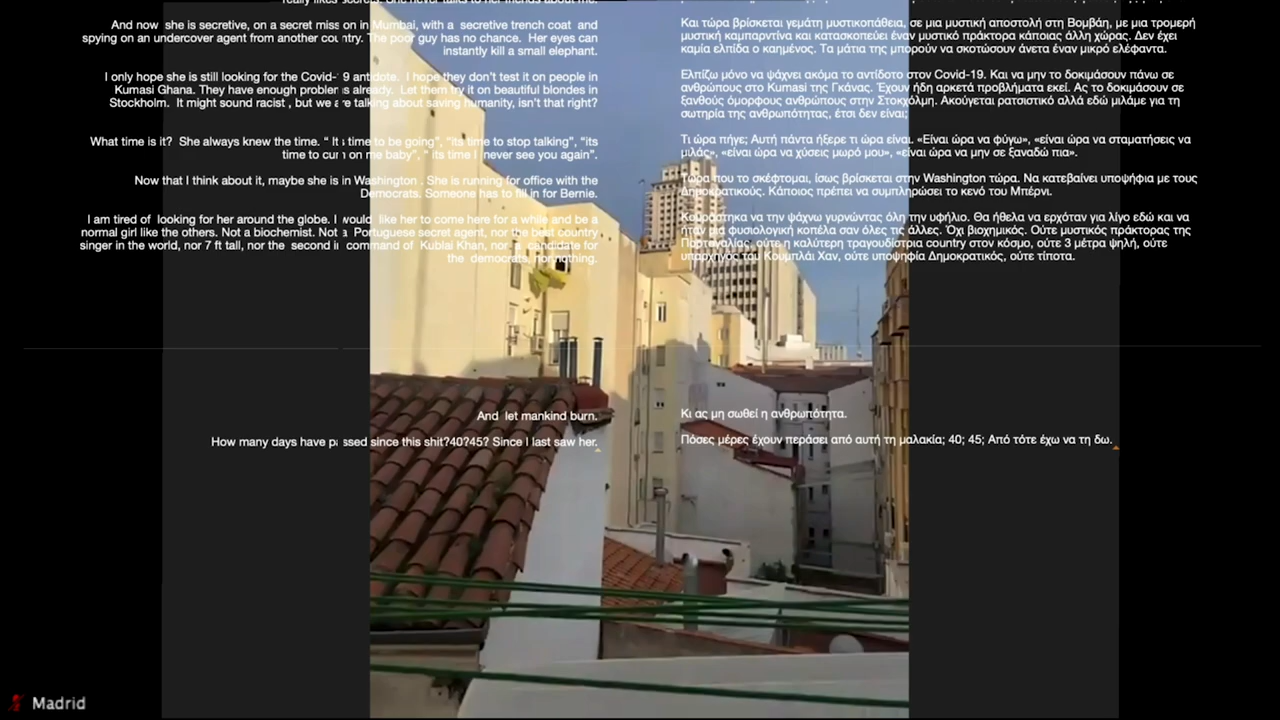 really likes secrets. She never talks to her friends about me.
And now she is secretive, on a secret mission in Mumbai, with a secretive trench coat and
spying on an undercover agent from another country. The poor guy has no chance. Her eyes can
instantly kill a small elephant.
I only hope she is still looking for the Covid-19 antidote. I hope they don't test it on people in
Kumasi Ghana. They have enough problems already. Let them try it on beautiful blondes in
Stockholm. It might sound racist , but we are talking about saving humanity, isn't that right?
What time is it? She always knew the time. “ It s time to be going”, “its time to stop talking”, “its
time to cum on me baby”, “ its time I never see you again”.
Now that I think about it, maybe she is in Washington . She is running for office with the
Democrats. Someone has to fill in for Bernie.
I am tired of looking for her around the globe. I would like her to come here for a while and be a
normal girl like the others. Not a biochemist. Not a Portuguese secret agent, nor the best country
singer in the world, nor 7 ft tall, nor the second in command of Kublai Khan, nor a candidate for
the democrats, nor nothing.
And let mankind burn.
How many days have passed since this shit?40?45? Since I last saw her.
Και τώρα βρίσκεται γεμάτη μυστικοπάθεια, σε μια μυστική αποστολή στη Βομβάη, με μια τρομερή
μυστική καμπαρντίνα και κατασκοπεύει έναν μυστικό πράκτορα κάποιας άλλη χώρας. Δεν έχει
καμία ελπίδα ο καημένος. Τα μάτια της μπορούν να σκοτώσουν άνετα έναν μικρό ελέφαντα.
Ελπίζω μόνο να ψάχνει ακόμα το αντίδοτο στον Covid-19. Και να μην το δοκιμάσουν πάνω σε
ανθρώπους στο Kumasi της Γκάνας. Έχουν ήδη αρκετά προβλήματα εκεί. Ας το δοκιμάσουν σε
ξανθούς όμορφους ανθρώπους στην Στοκχόλμη. Ακούγεται ρατσιστικό αλλά εδώ μιλάμε για τη
σωτηρία της ανθρωπότητας, έτσι δεν είναι;
Τι ώρα πήγε; Αυτή πάντα ήξερε τι ώρα είναι. «Είναι ώρα να φύγω», «είναι ώρα να σταματήσεις να
μιλάς», «είναι ώρα να χύσεις μωρό μου», «είναι ώρα να μην σε ξαναδώ πια».
Τώρα που το σκέφτομαι, ίσως βρίσκεται στην Washington τώρα. Να κατεβαίνει υποψήφια με τους
Δημοκρατικούς. Κάποιος πρέπει να συμπληρώσει το κενό του Μπέρνι.
Κουράστηκα να την ψάχνω γυρνώντας όλη την υφήλιο. Θα ήθελα να ερχόταν για λίγο εδώ και να
ήταν μια φυσιολογική κοπέλα σαν όλες τις άλλες. Όχι βιοχημικός. Ούτε μυστικός πράκτορας της
Πορτογαλίας, ούτε η καλύτερη τραγουδίστρια country στον κόσμο, ούτε 3 μέτρα ψηλή, ούτε
υπαρχηγός του Κουμπλάι Χαν, ούτε υποψηφία Δημοκρατικός, ούτε τίποτα.
Κι ας μη σωθεί η ανθρωπότητα.
Πόσες μέρες έχουν περάσει από αυτή τη μαλακία; 40; 45; Από τότε έχω να τη δω.
Madrid